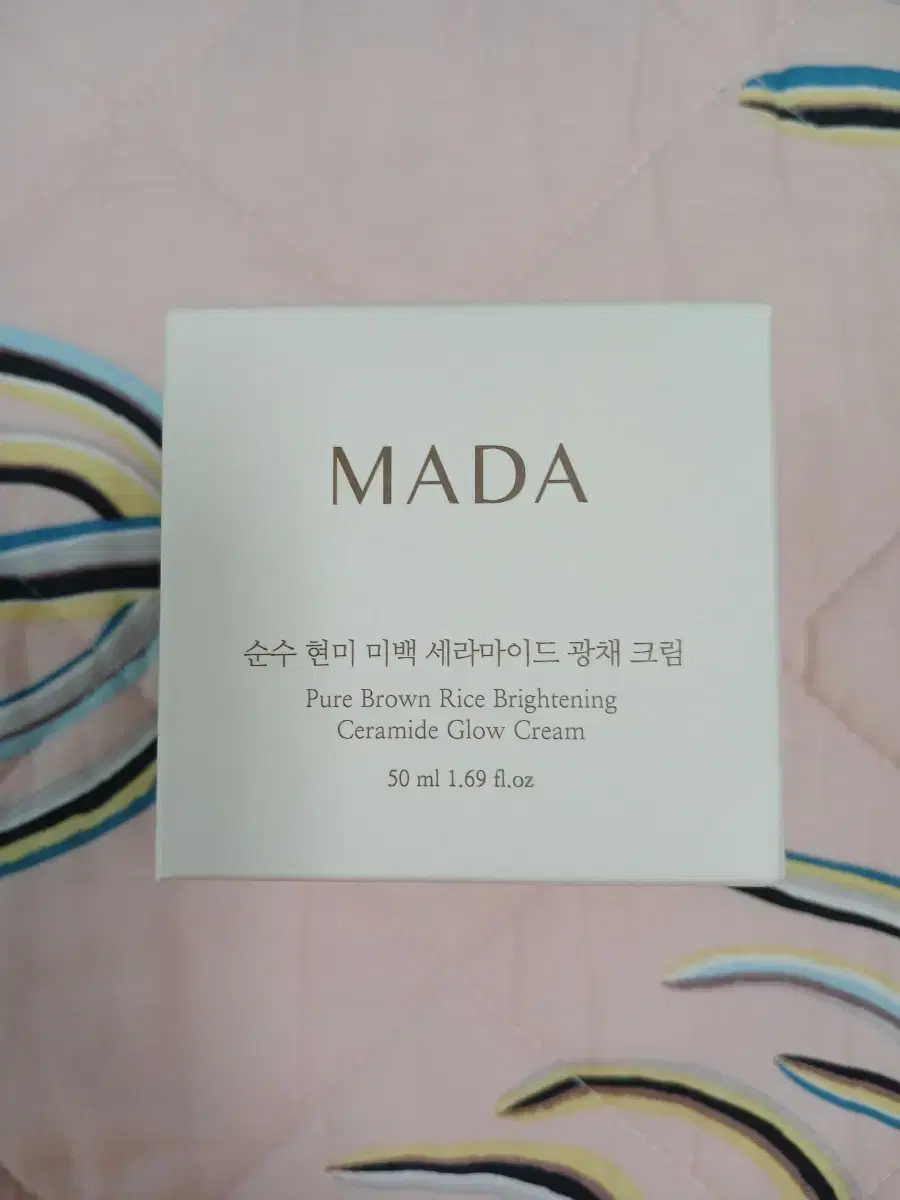 MADA
순수 현미 미백 세라마이드 광채 크림
Pure Brown Rice Brightening
Ceramide Glow Cream
50 ml 1.69 fl.oz